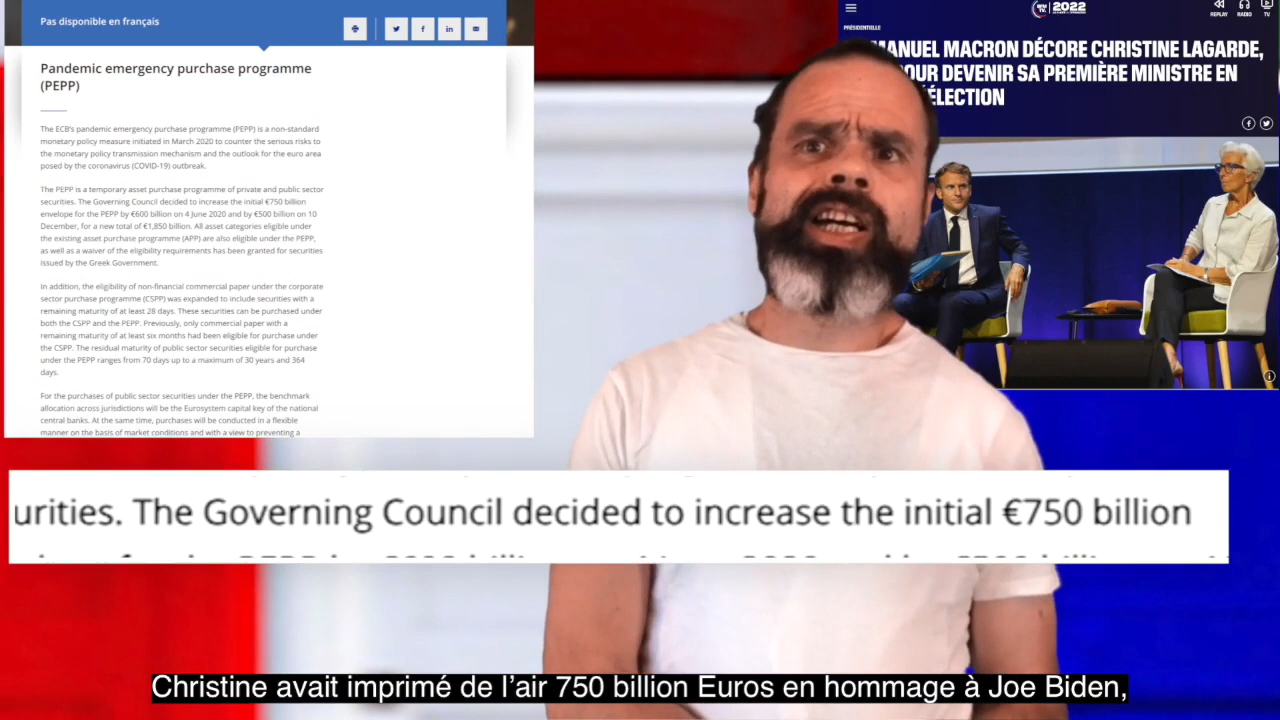 Pas disponible en français
Pandemic emergency purchase programme
(PEPP)
The ECB's pandemic emergency purchase programme (PEPP) is a non-standard
monetary policy measure initiated in March 2020 to counter the serious risks to
the monetary policy transmission mechanism and the outlook for the euro area
posed by the coronavirus (COVID-19) outbreak.
The PEPP is a temporary asset purchase programme of private and public sector
securities. The Governing Council decided to increase the initial €750 billion
envelope for the PEPP by €600 billion on 4 June 2020 and by €500 billion on 10
December, for a new total of €1,850 billion. All asset categories eligible under
the existing asset purchase programme (APP) are also eligible under the PEPP,
as well as a waiver of the eligibility requirements has been granted for securities
issued by the Greek Government.
In addition, the eligibility of non-financial commercial paper under the corporate
sector purchase programme (CSPP) was expanded to include securities with a
remaining maturity of at least 28 days. These securities can be purchased under
both the CSPP and the PEPP. Previously, only commercial paper with a
remaining maturity of at least six months had been eligible for purchase under
the CSPP. The residual maturity of public sector securities eligible for purchase
under the PEPP ranges from 70 days up to a maximum of 30 years and 364
days.
For the purchases of public sector securities under the PEPP, the benchmark
allocation across jurisdictions will be the Eurosystem capital key of the national
central banks. At the same time, purchases will be conducted in a flexible
manner on the basis of market conditions and with a view to preventing a
2022
REPLAY RADIO TV
PRÉSIDENTIELLE
MANUEL MACRON DÉCORE CHRISTINE LAGARDE,
OUR DEVENIR SA PREMIÈRE MINISTRE EN
ÉLECTION
urities. The Governing Council decided to increase the initial €750 billion
Christine avait imprimé de l'air 750 billion Euros en hommage à Joe Biden,